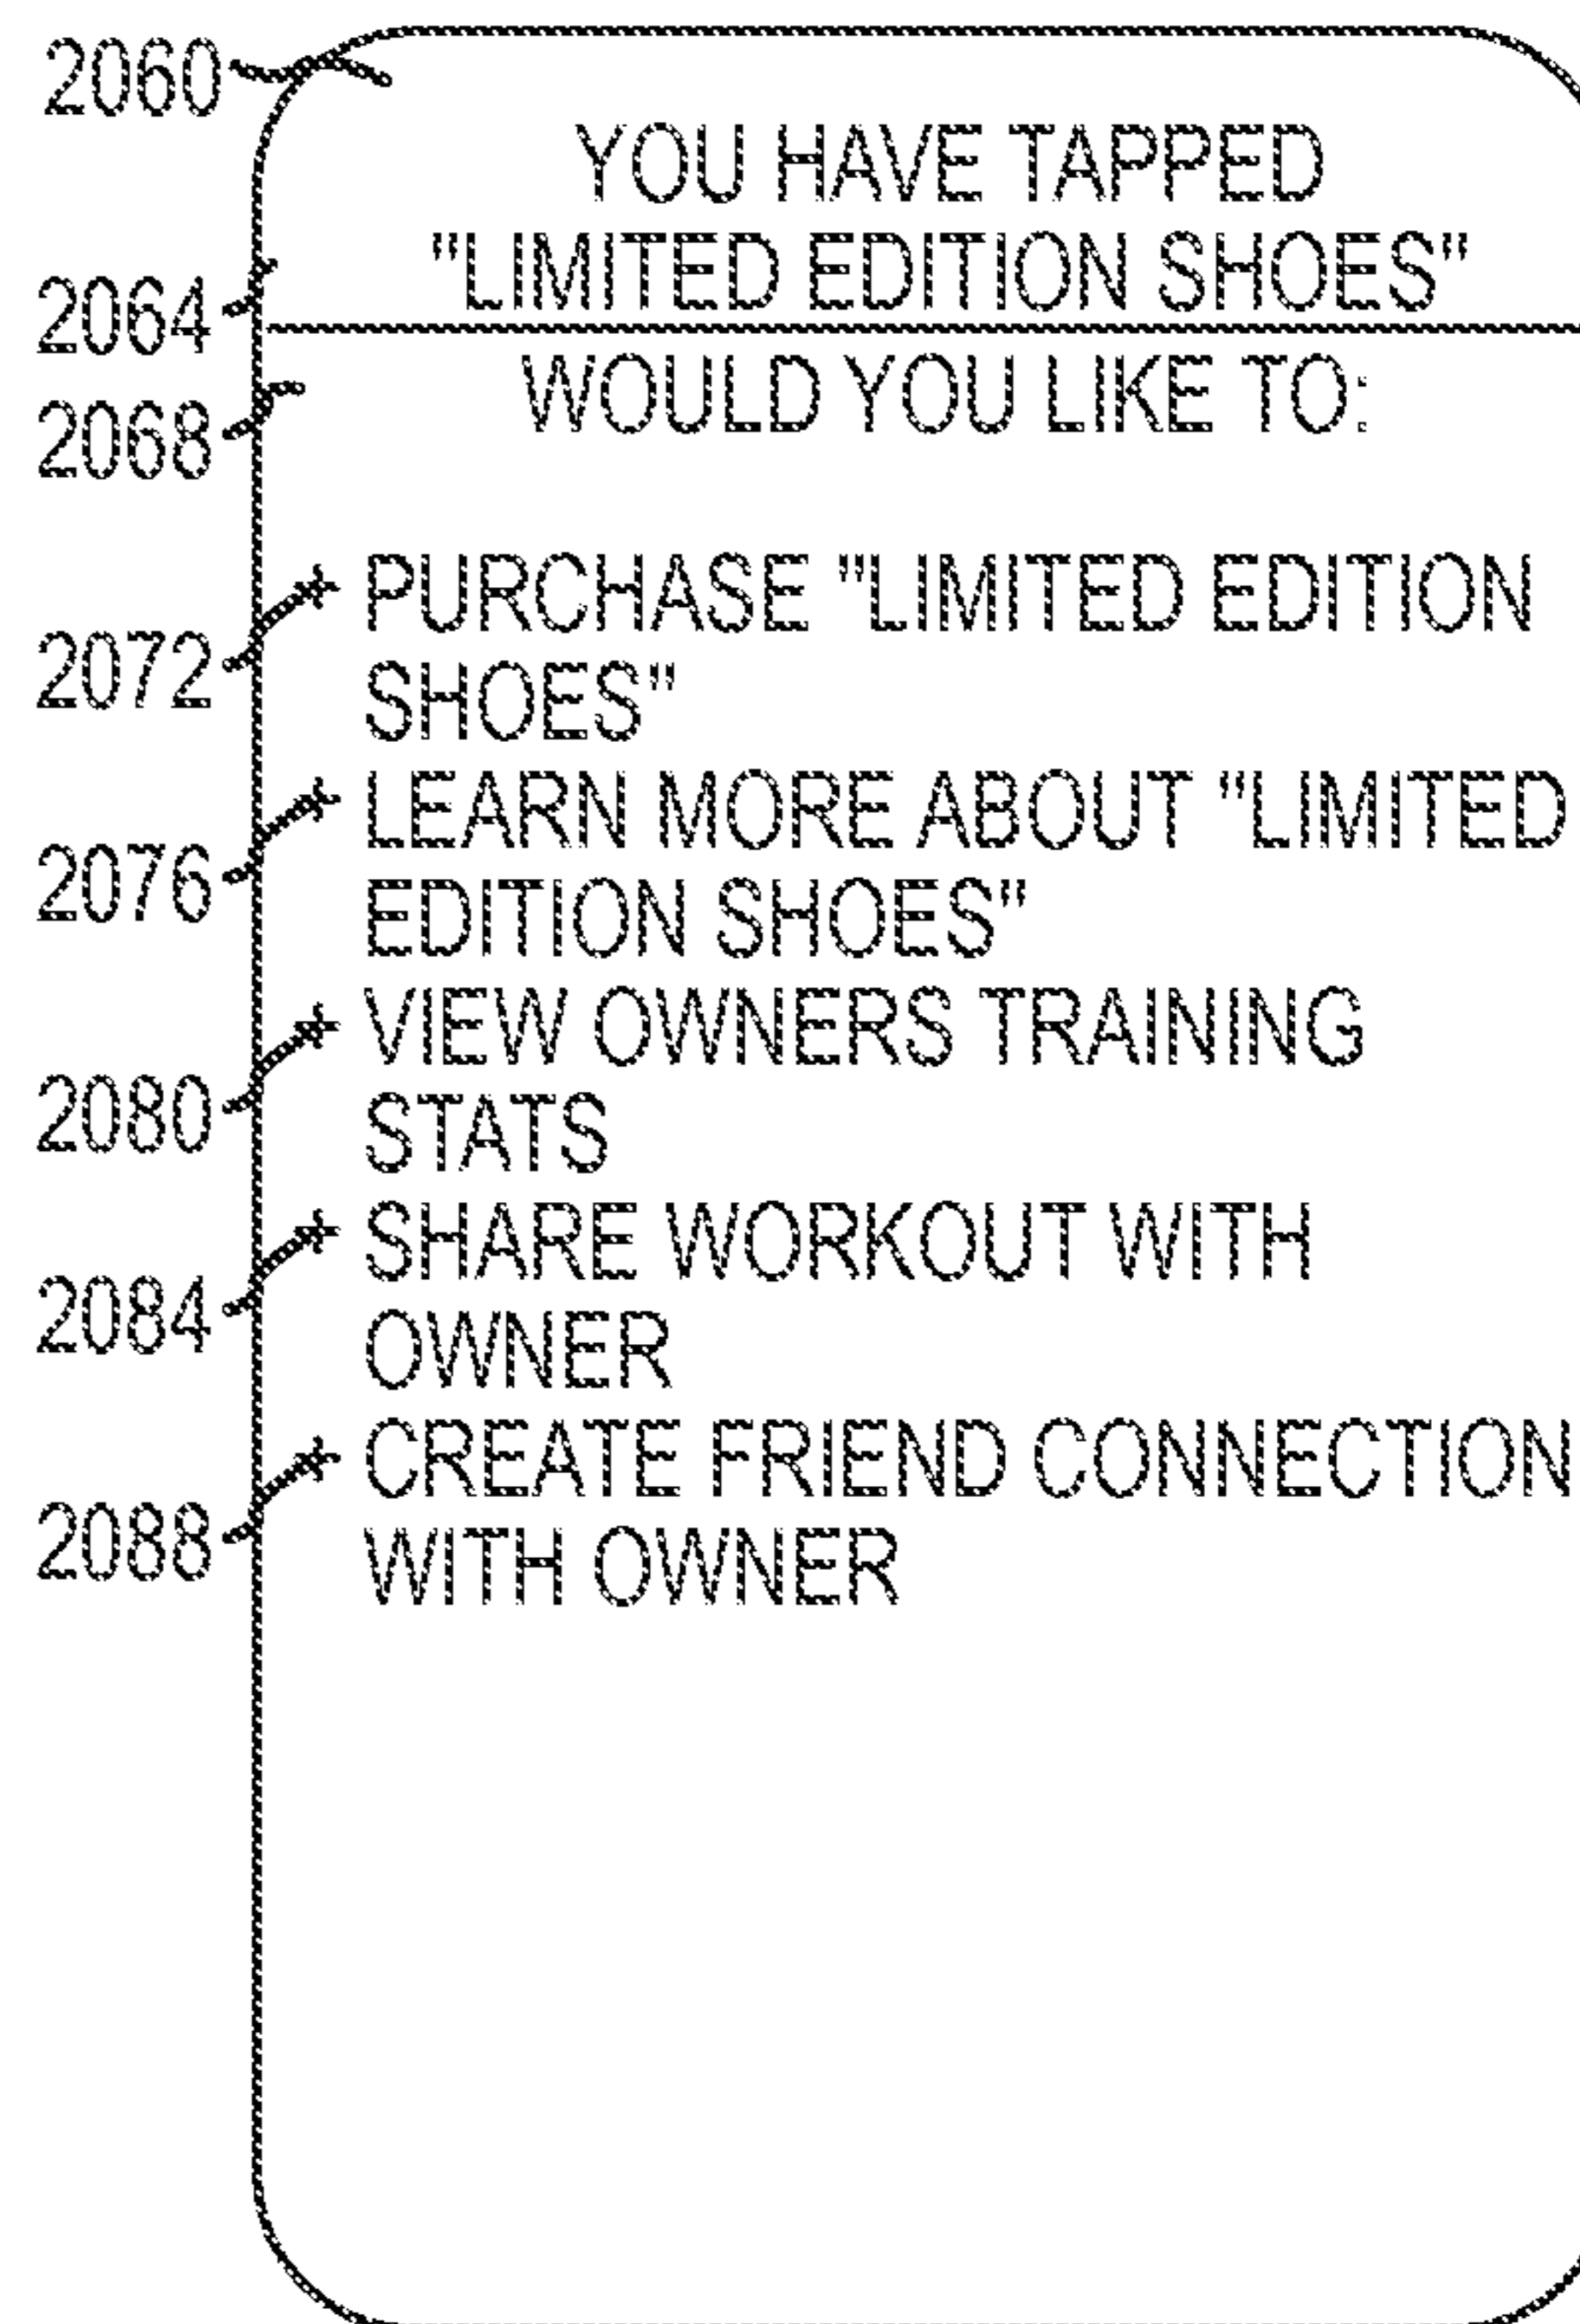 2060
YOU HAVE TAPPED
"LIMITED EDITION SHOES"
2064
WOULD YOU LIKE TO:
2068
PURCHASE "LIMITED EDITION
2072
SHOES"
LEARN MORE ABOUT "LIMITED
2076
EDITION SHOES"
VIEW OWNERS TRAINING
2080
STATS
SHARE WORKOUT WITH
2084
OWNER
CREATE FRIEND CONNECTION
2088
WITH OWNER